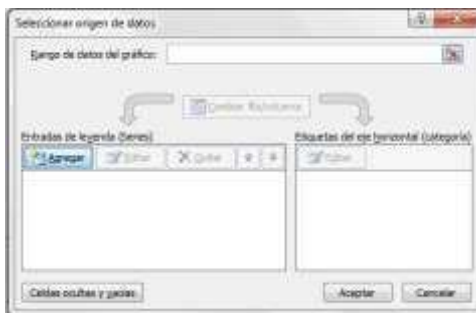 Seleccionar origen de datos
Rango de datos del gráfico:
Cambiar fila/columna
Entradas de leyenda (Series)
Etiquetas del eje horizontal (categoría)
Agregar Editar Quitar
Editar
Celdas ocultas y vacías
Aceptar Cancelar